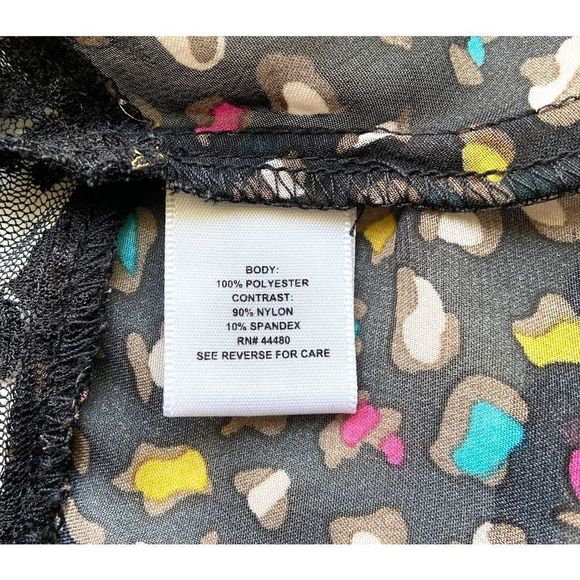 BODY:
100% POLYESTER
CONTRAST:
90% NYLON
10% SPANDEX
RN# 44480
SEE REVERSE FOR CARE